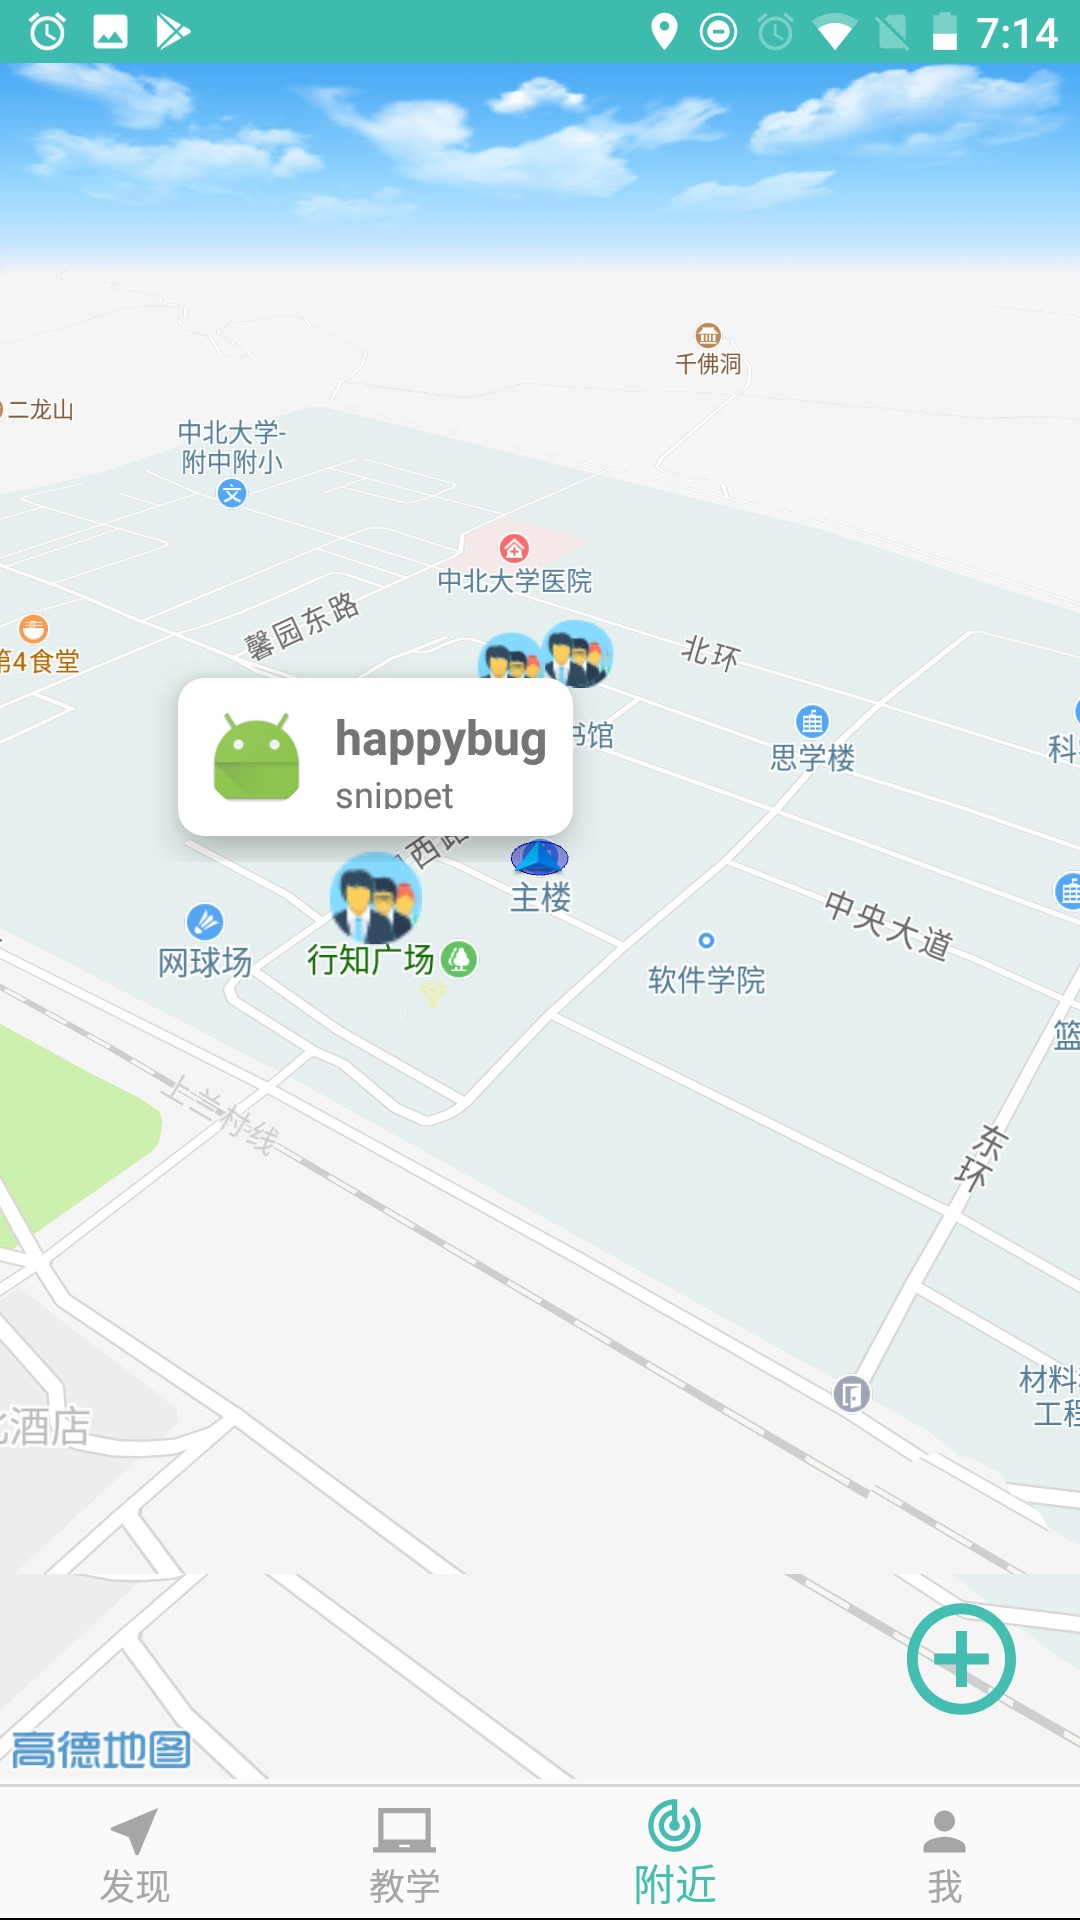 7:14
千佛洞
二龙山
中北大学-
附中附小
文
中北大学医院
馨园东路
北环
第4食堂
书馆
思学楼
科
happybug
snippet
西路
主楼
中央大道
网球场
行知广场
软件学院
篮
上兰村线
东环
材料
工程
北酒店
高德地图
发现
教学
附近
我